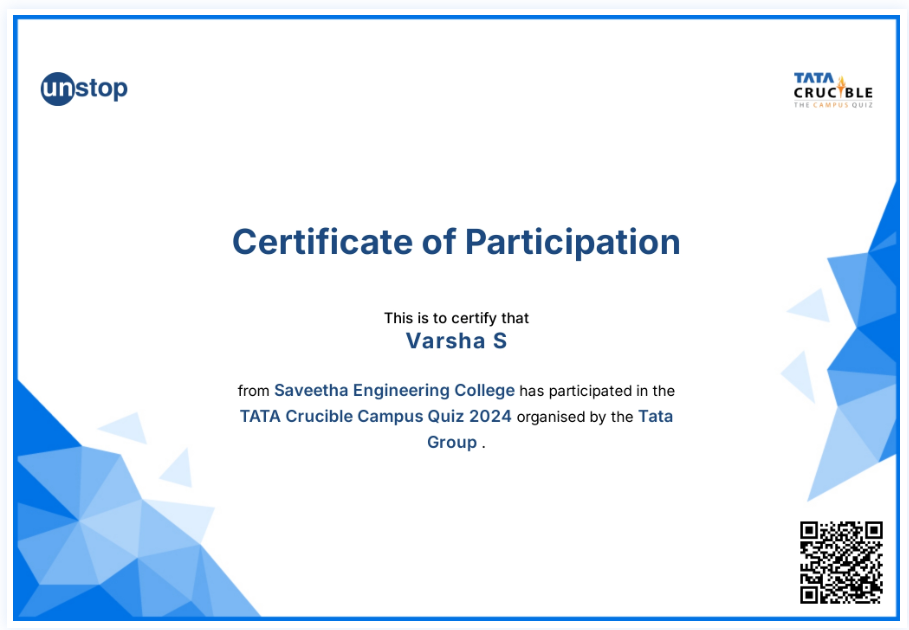 unstop
TATA
CRUCIBLE
THE CAMPUS QUIZ
Certificate of Participation
This is to certify that
Varsha S
from Saveetha Engineering College has participated in the
TATA Crucible Campus Quiz 2024 organised by the Tata
Group .